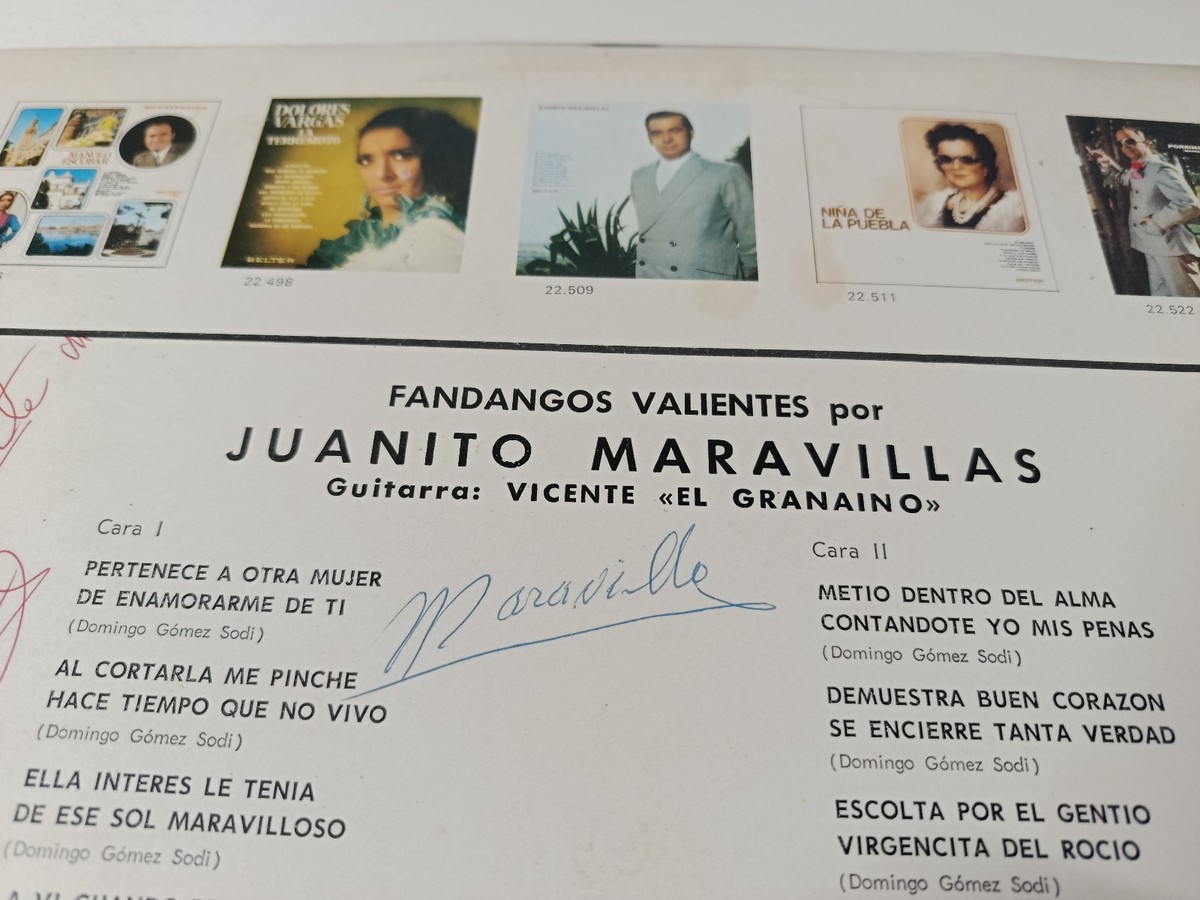 MANOLO
ESCOBAR
DOLORES
VARGAS
LA
TERREMOTO
BELTER
NIÑA DE
LA PUEBLA
22.498
22.509
22.511
22.522
FANDANGOS VALIENTES por
JUANITO MARAVILLAS
Guitarra: VICENTE «EL GRANAINO»
Maravilla
Cara I
PERTENECE A OTRA MUJER
DE ENAMORARME DE TI
(Domingo Gómez Sodi)
AL CORTARLA ME PINCHE
HACE TIEMPO QUE NO VIVO
(Domingo Gómez Sodi)
ELLA INTERES LE TENIA
DE ESE SOL MARAVILLOSO
(Domingo Gómez Sodi)
Cara II
METIO DENTRO DEL ALMA
CONTANDOTE YO MIS PENAS
(Domingo Gómez Sodi)
DEMUESTRA BUEN CORAZON
SE ENCIERRE TANTA VERDAD
(Domingo Gómez Sodi)
ESCOLTA POR EL GENTIO
VIRGENCITA DEL ROCIO
(Domingo Gómez Sodi)